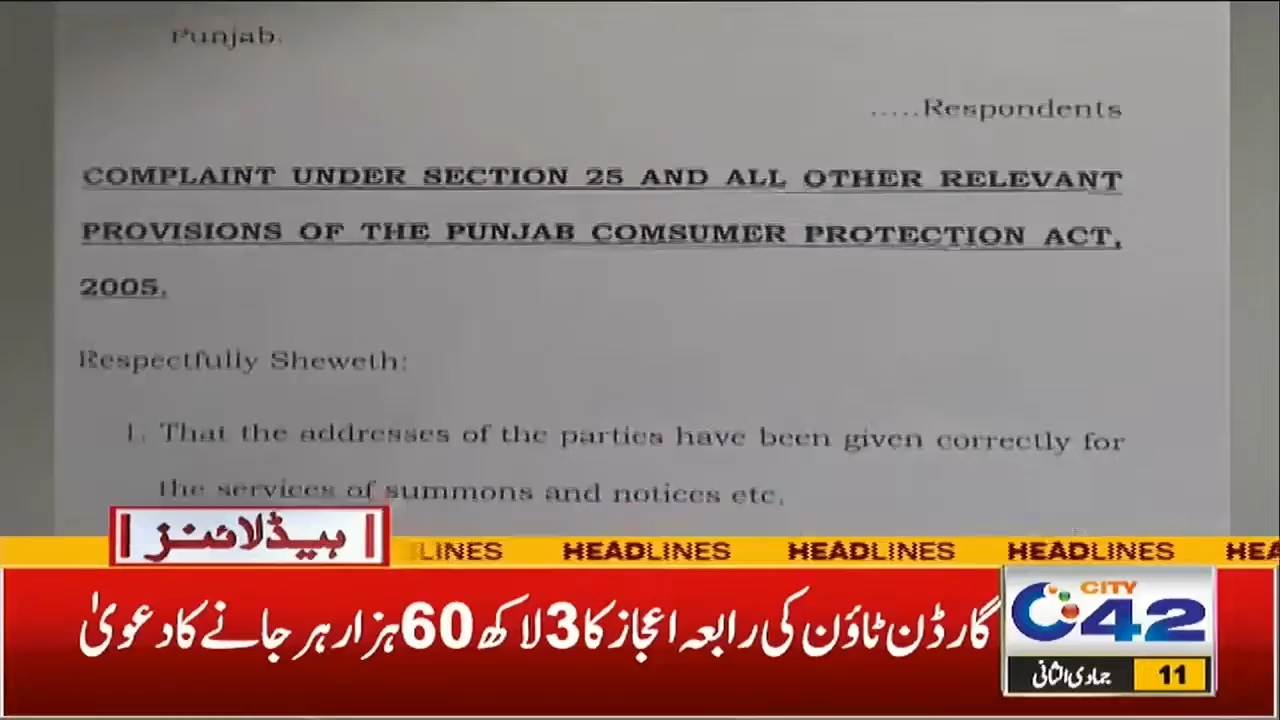 Punjab.
.....Respondents
COMPLAINT UNDER SECTION 25 AND ALL OTHER RELEVANT
PROVISIONS OF THE PUNJAB COMSUMER PROTECTION ACT,
2005.
Respectfully Sheweth:
1. That the addresses of the parties have been given correctly for
the services of summons and notices etc.
ہیڈلائنز
LINES HEADLINES HEADLINES HEADLINES HEA
گارڈن ٹاؤن کی رابعہ اعجاز کا 3 لاکھ 60 ہزار ہرجانے کا دعویٰ
CITY
42
جمادی الثانی 11